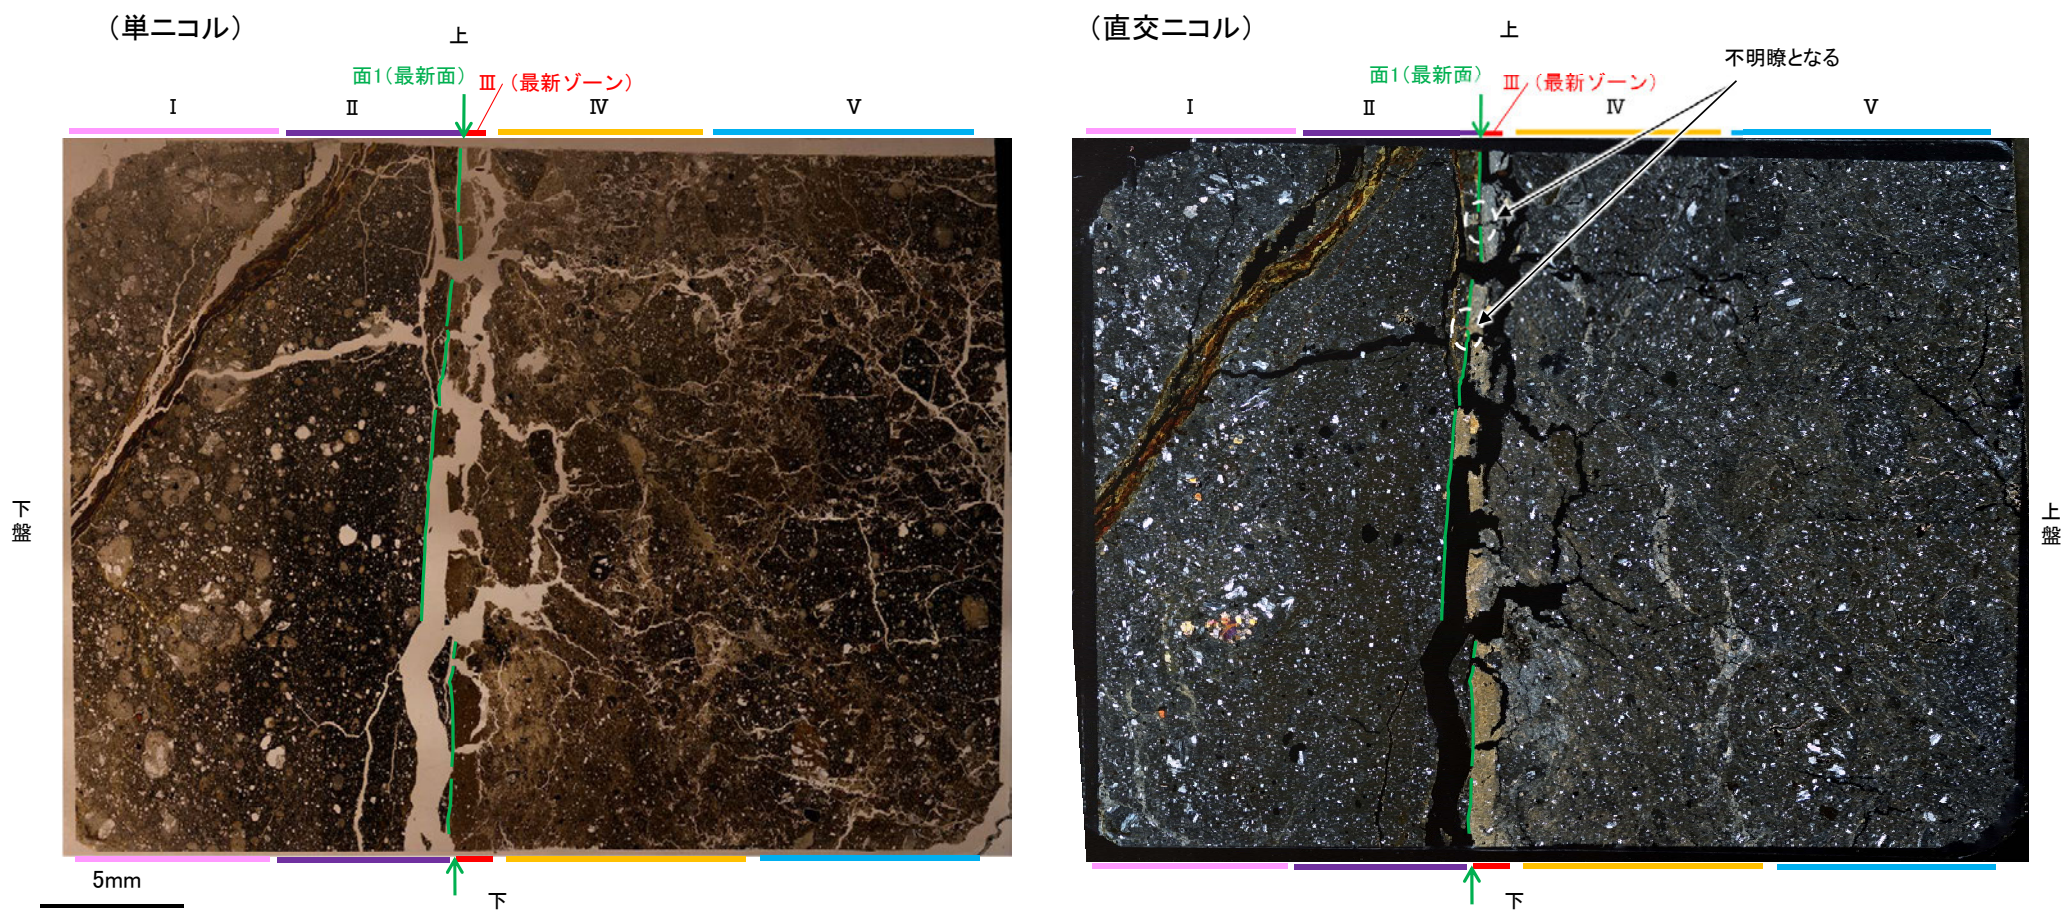 （単ニコル）
上
面1（最新面）
Ⅲ（最新ゾーン）
Ⅰ
Ⅱ
Ⅳ
Ⅴ
下盤
5mm
下
（直交ニコル）
上
不明瞭となる
面1（最新面）
Ⅲ（最新ゾーン）
Ⅰ
Ⅱ
Ⅳ
Ⅴ
上盤
下